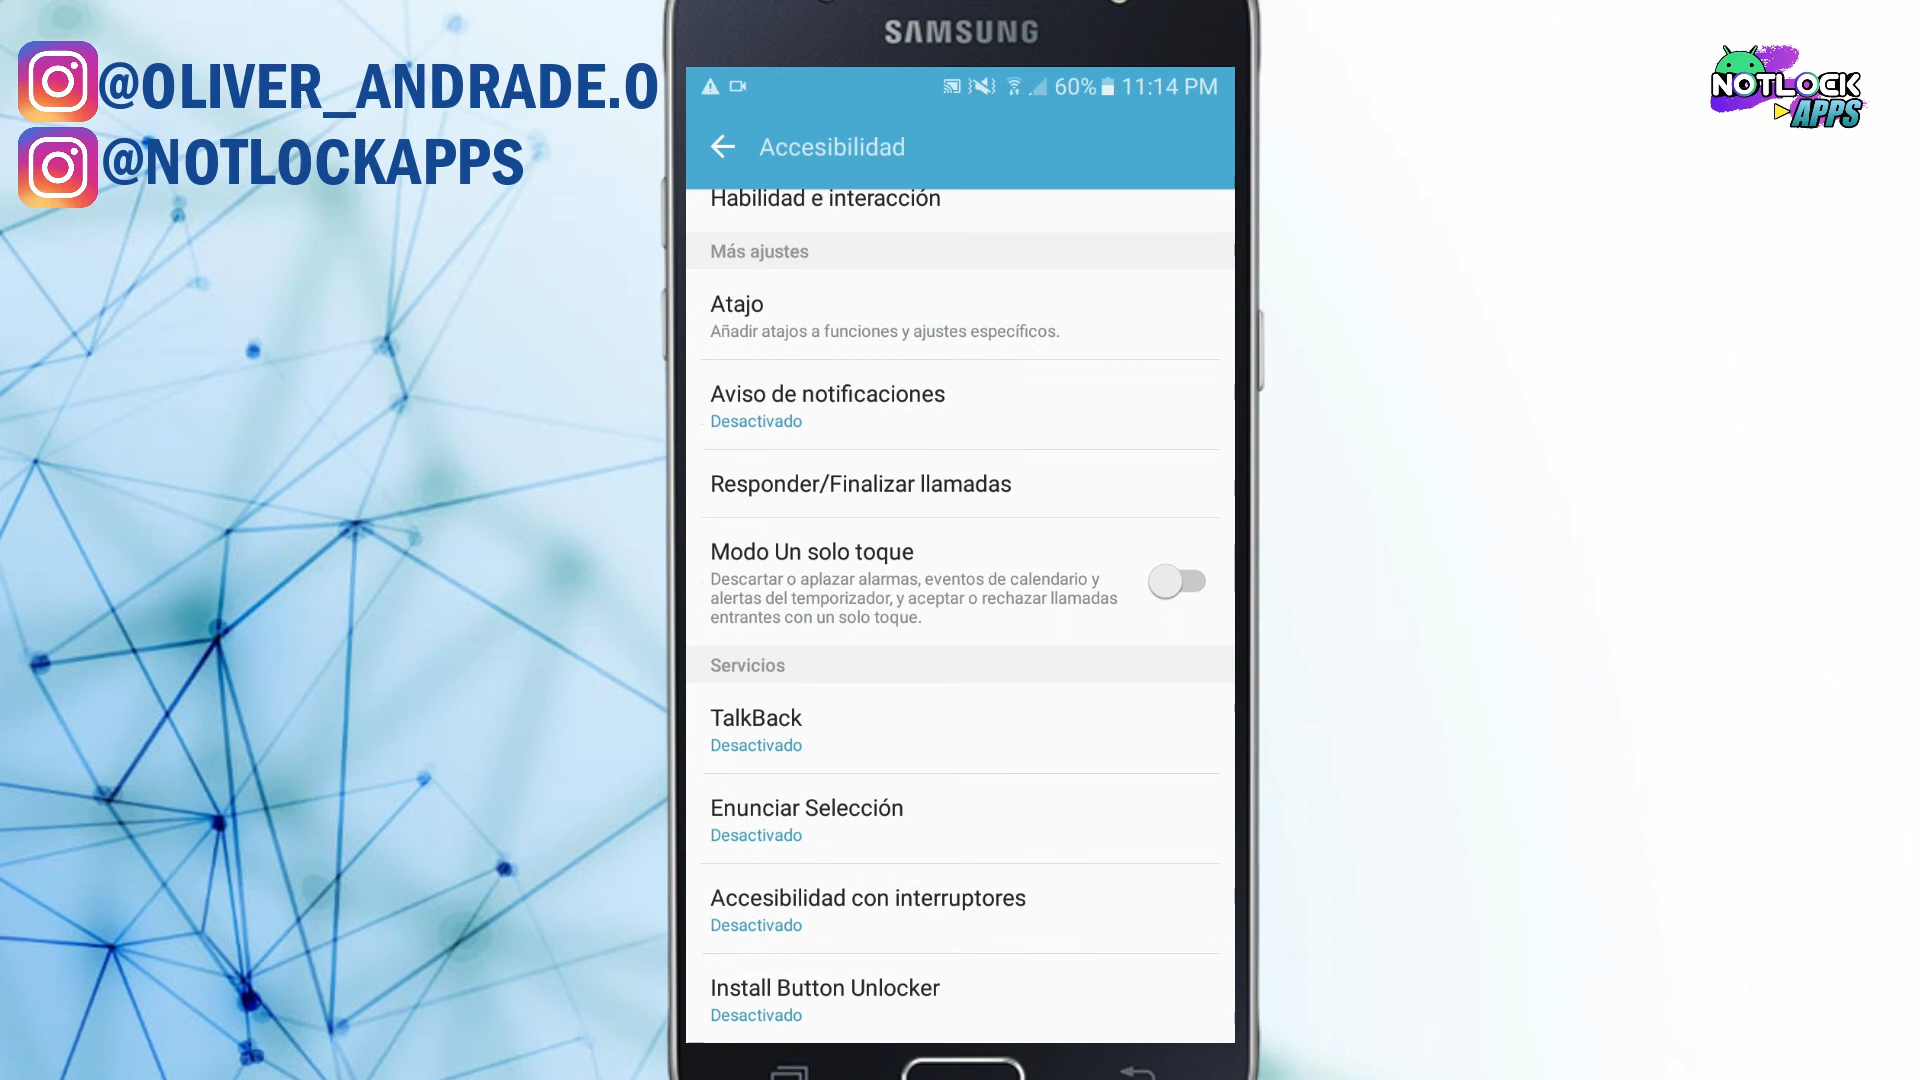 @OLIVER_ANDRADE.O
@NOTLOCKAPPS
SAMSUNG
NOTLOCK
APPS
60% 11:14 PM
Accesibilidad
Habilidad e interacción
Más ajustes
Atajo
Añadir atajos a funciones y ajustes específicos.
Aviso de notificaciones
Desactivado
Responder/Finalizar llamadas
Modo Un solo toque
Descartar o aplazar alarmas, eventos de calendario y
alertas del temporizador, y aceptar o rechazar llamadas
entrantes con un solo toque.
Servicios
TalkBack
Desactivado
Enunciar Selección
Desactivado
Accesibilidad con interruptores
Desactivado
Install Button Unlocker
Desactivado